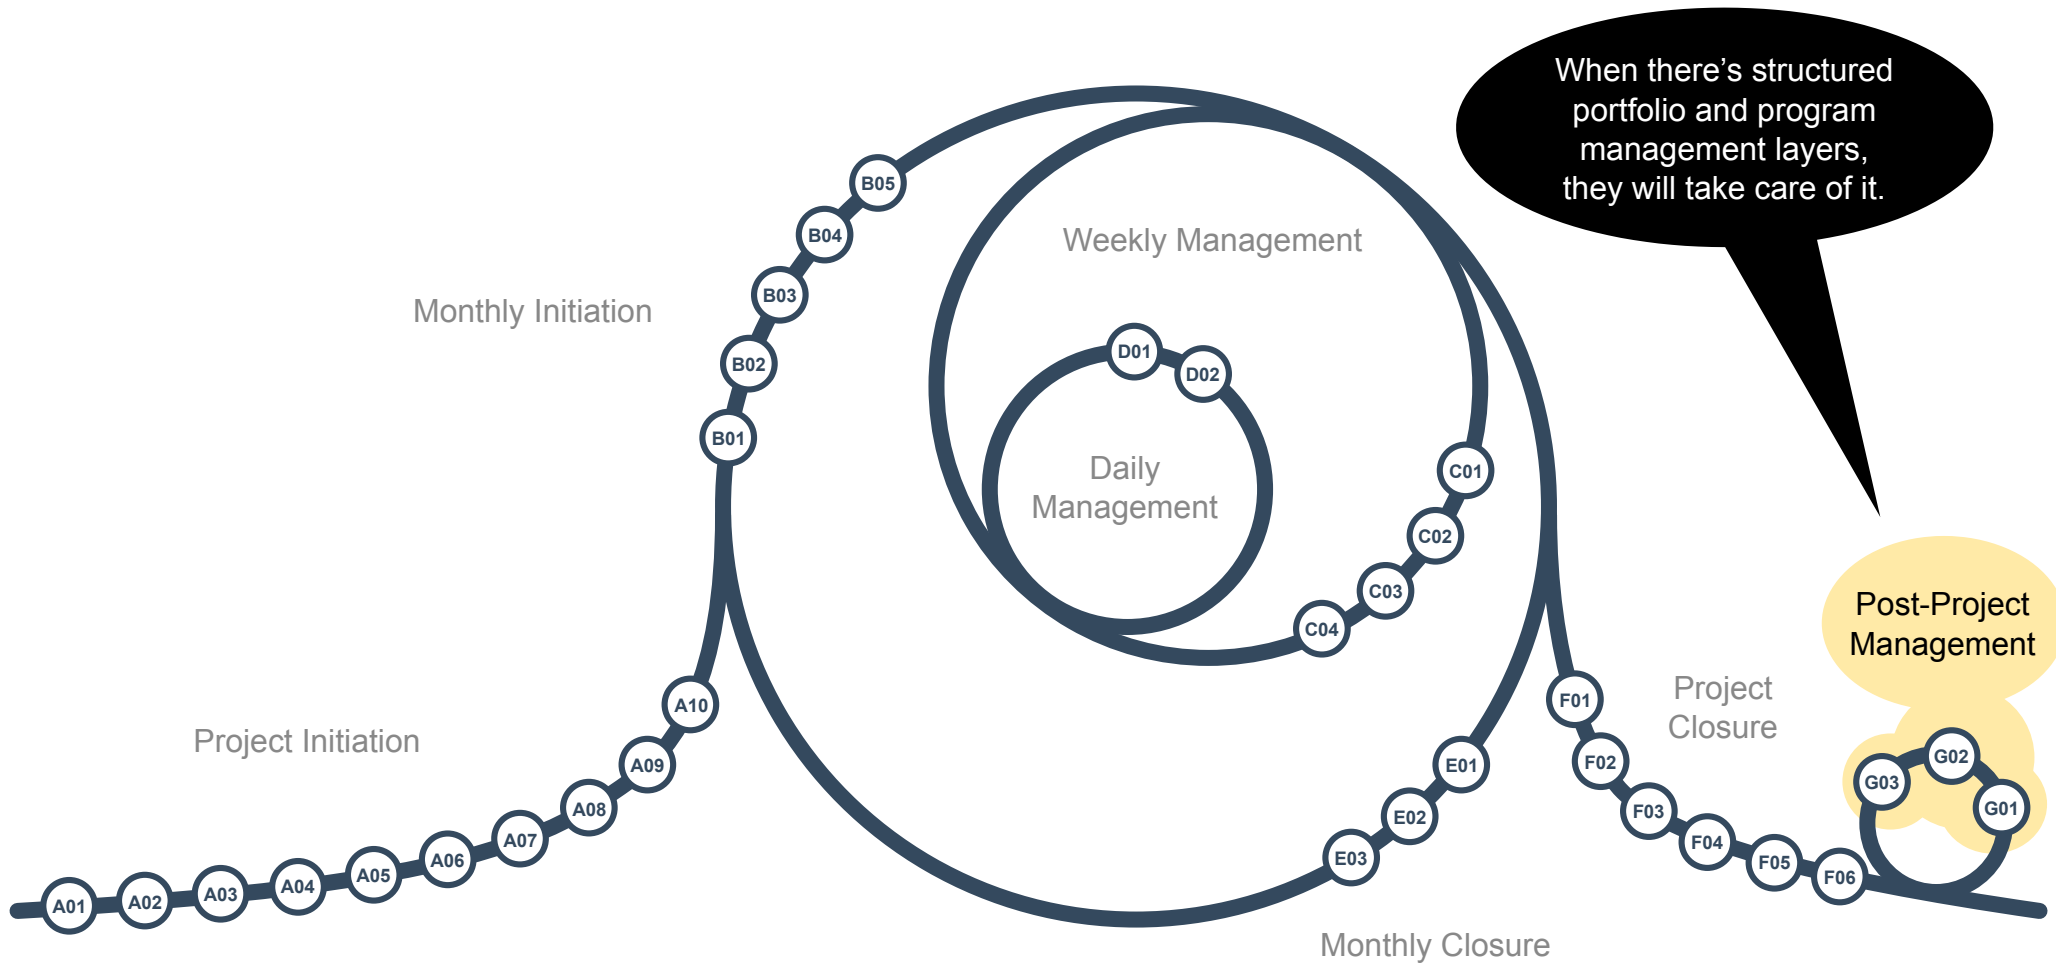 When there’s structured
portfolio and program
management layers,
they will take care of it.
B05
B04
Weekly Management
B03
Monthly Initiation
D01
B02
D02
B01
Daily
Management
C01
C02
C03
C04
Post-Project
Management
A10
F01
Project
Closure
Project Initiation
G02
F02
A09
E01
G03
A08
G01
F03
E02
A07
F04
A06
E03
F05
A05
F06
A04
A03
A02
A01
Monthly Closure